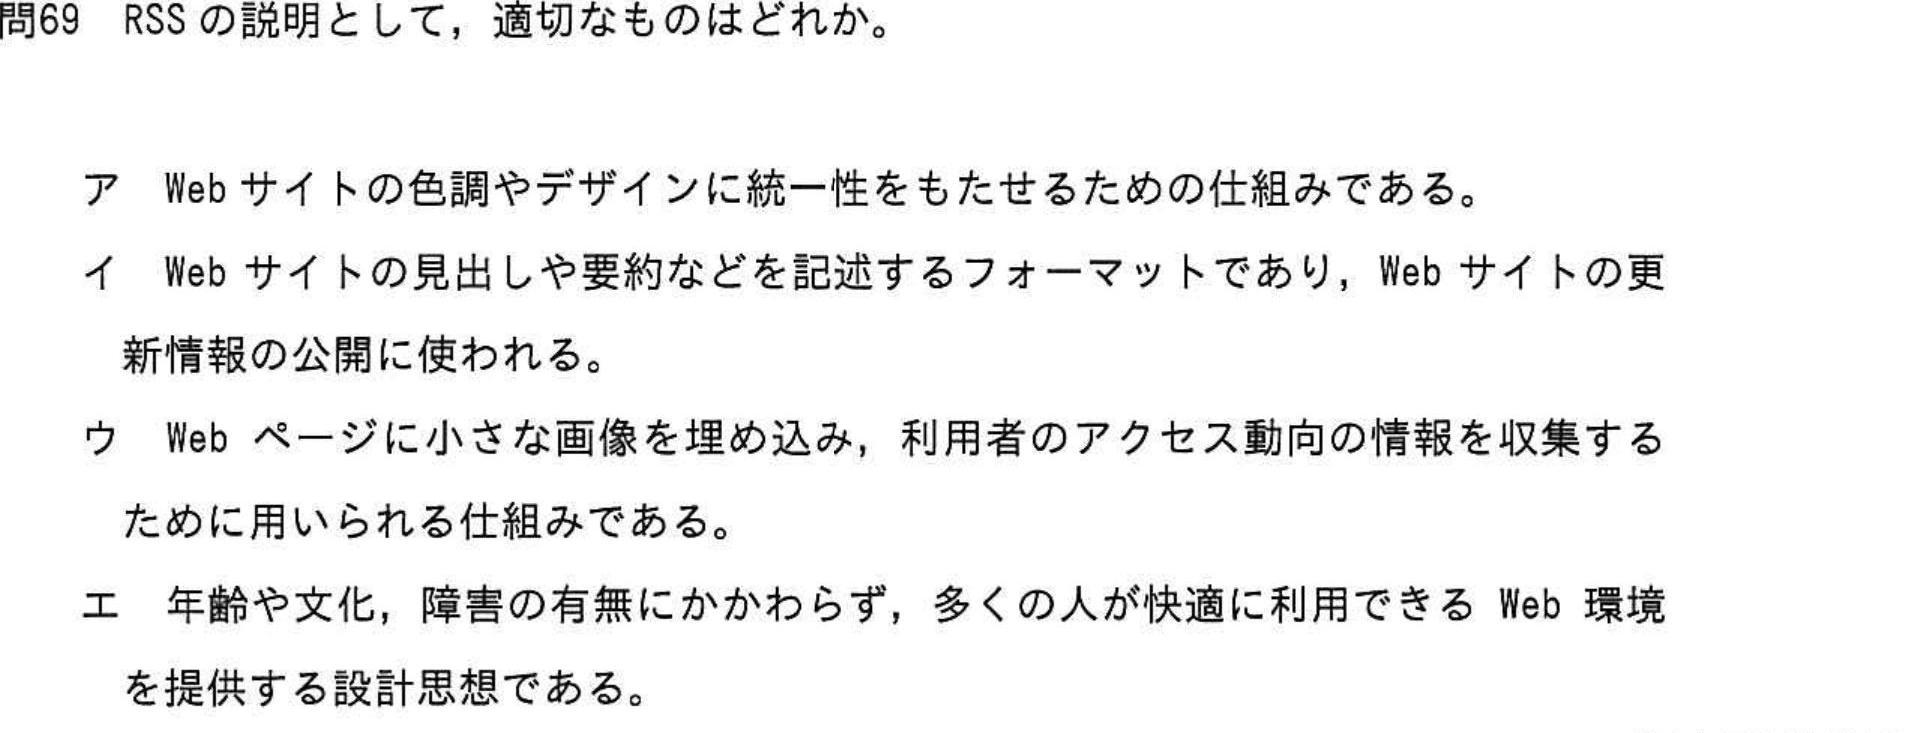 問69　RSS の説明として，適切なものはどれか。
ア　Web サイトの色調やデザインに統一性をもたせるための仕組みである。
イ　Web サイトの見出しや要約などを記述するフォーマットであり，Web サイトの更
新情報の公開に使われる。
ウ　Web ページに小さな画像を埋め込み，利用者のアクセス動向の情報を収集する
ために用いられる仕組みである。
エ　年齢や文化，障害の有無にかかわらず，多くの人が快適に利用できる Web 環境
を提供する設計思想である。